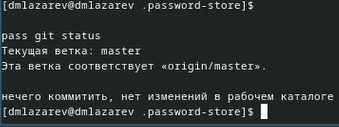 [dmlazarev@dmlazarev .password-store]$
pass git status
Текущая ветка: master
Эта ветка соответствует «origin/master».
нечего коммитить, нет изменений в рабочем каталоге
[dmlazarev@dmlazarev .password-store]$